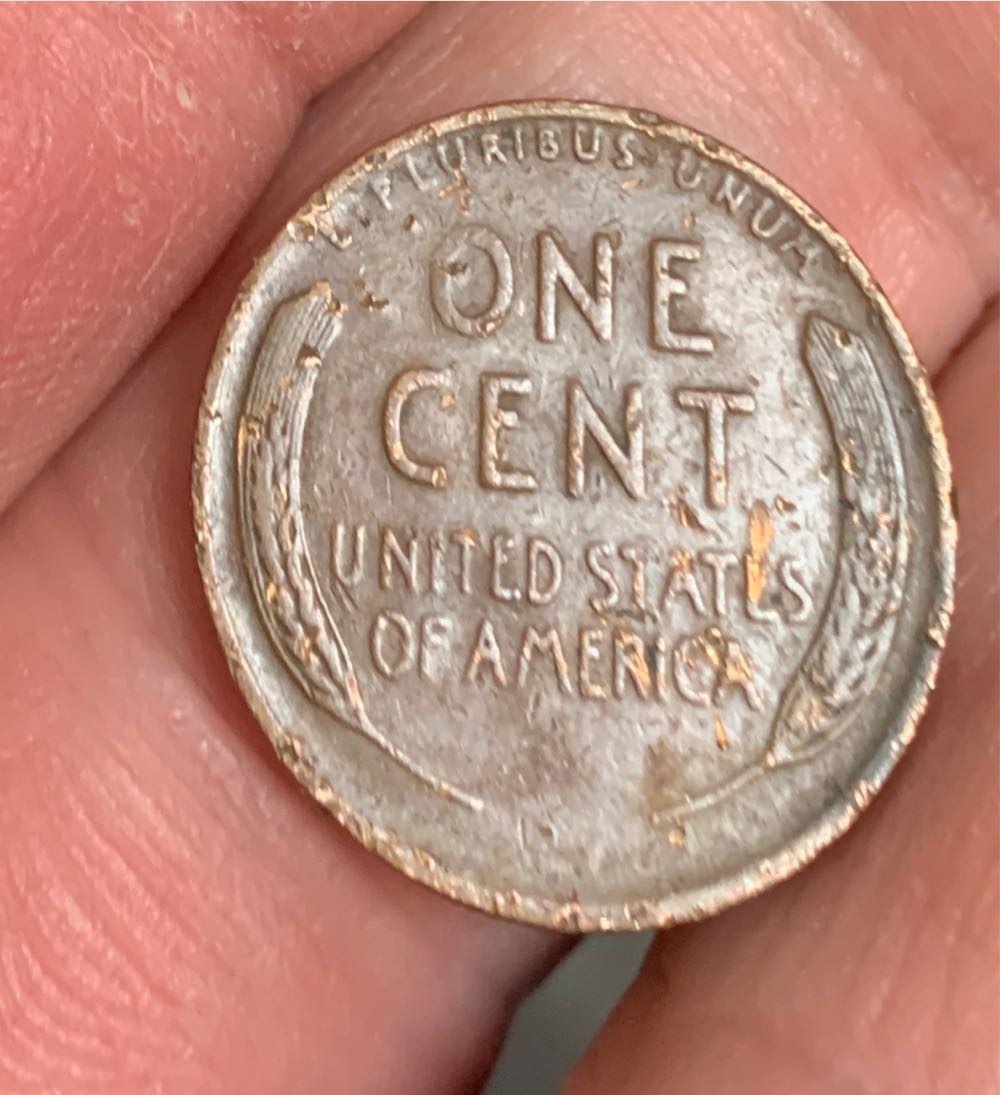 E PLURIBUS UNUM
ONE
CENT
UNITED STATES
OF AMERICA